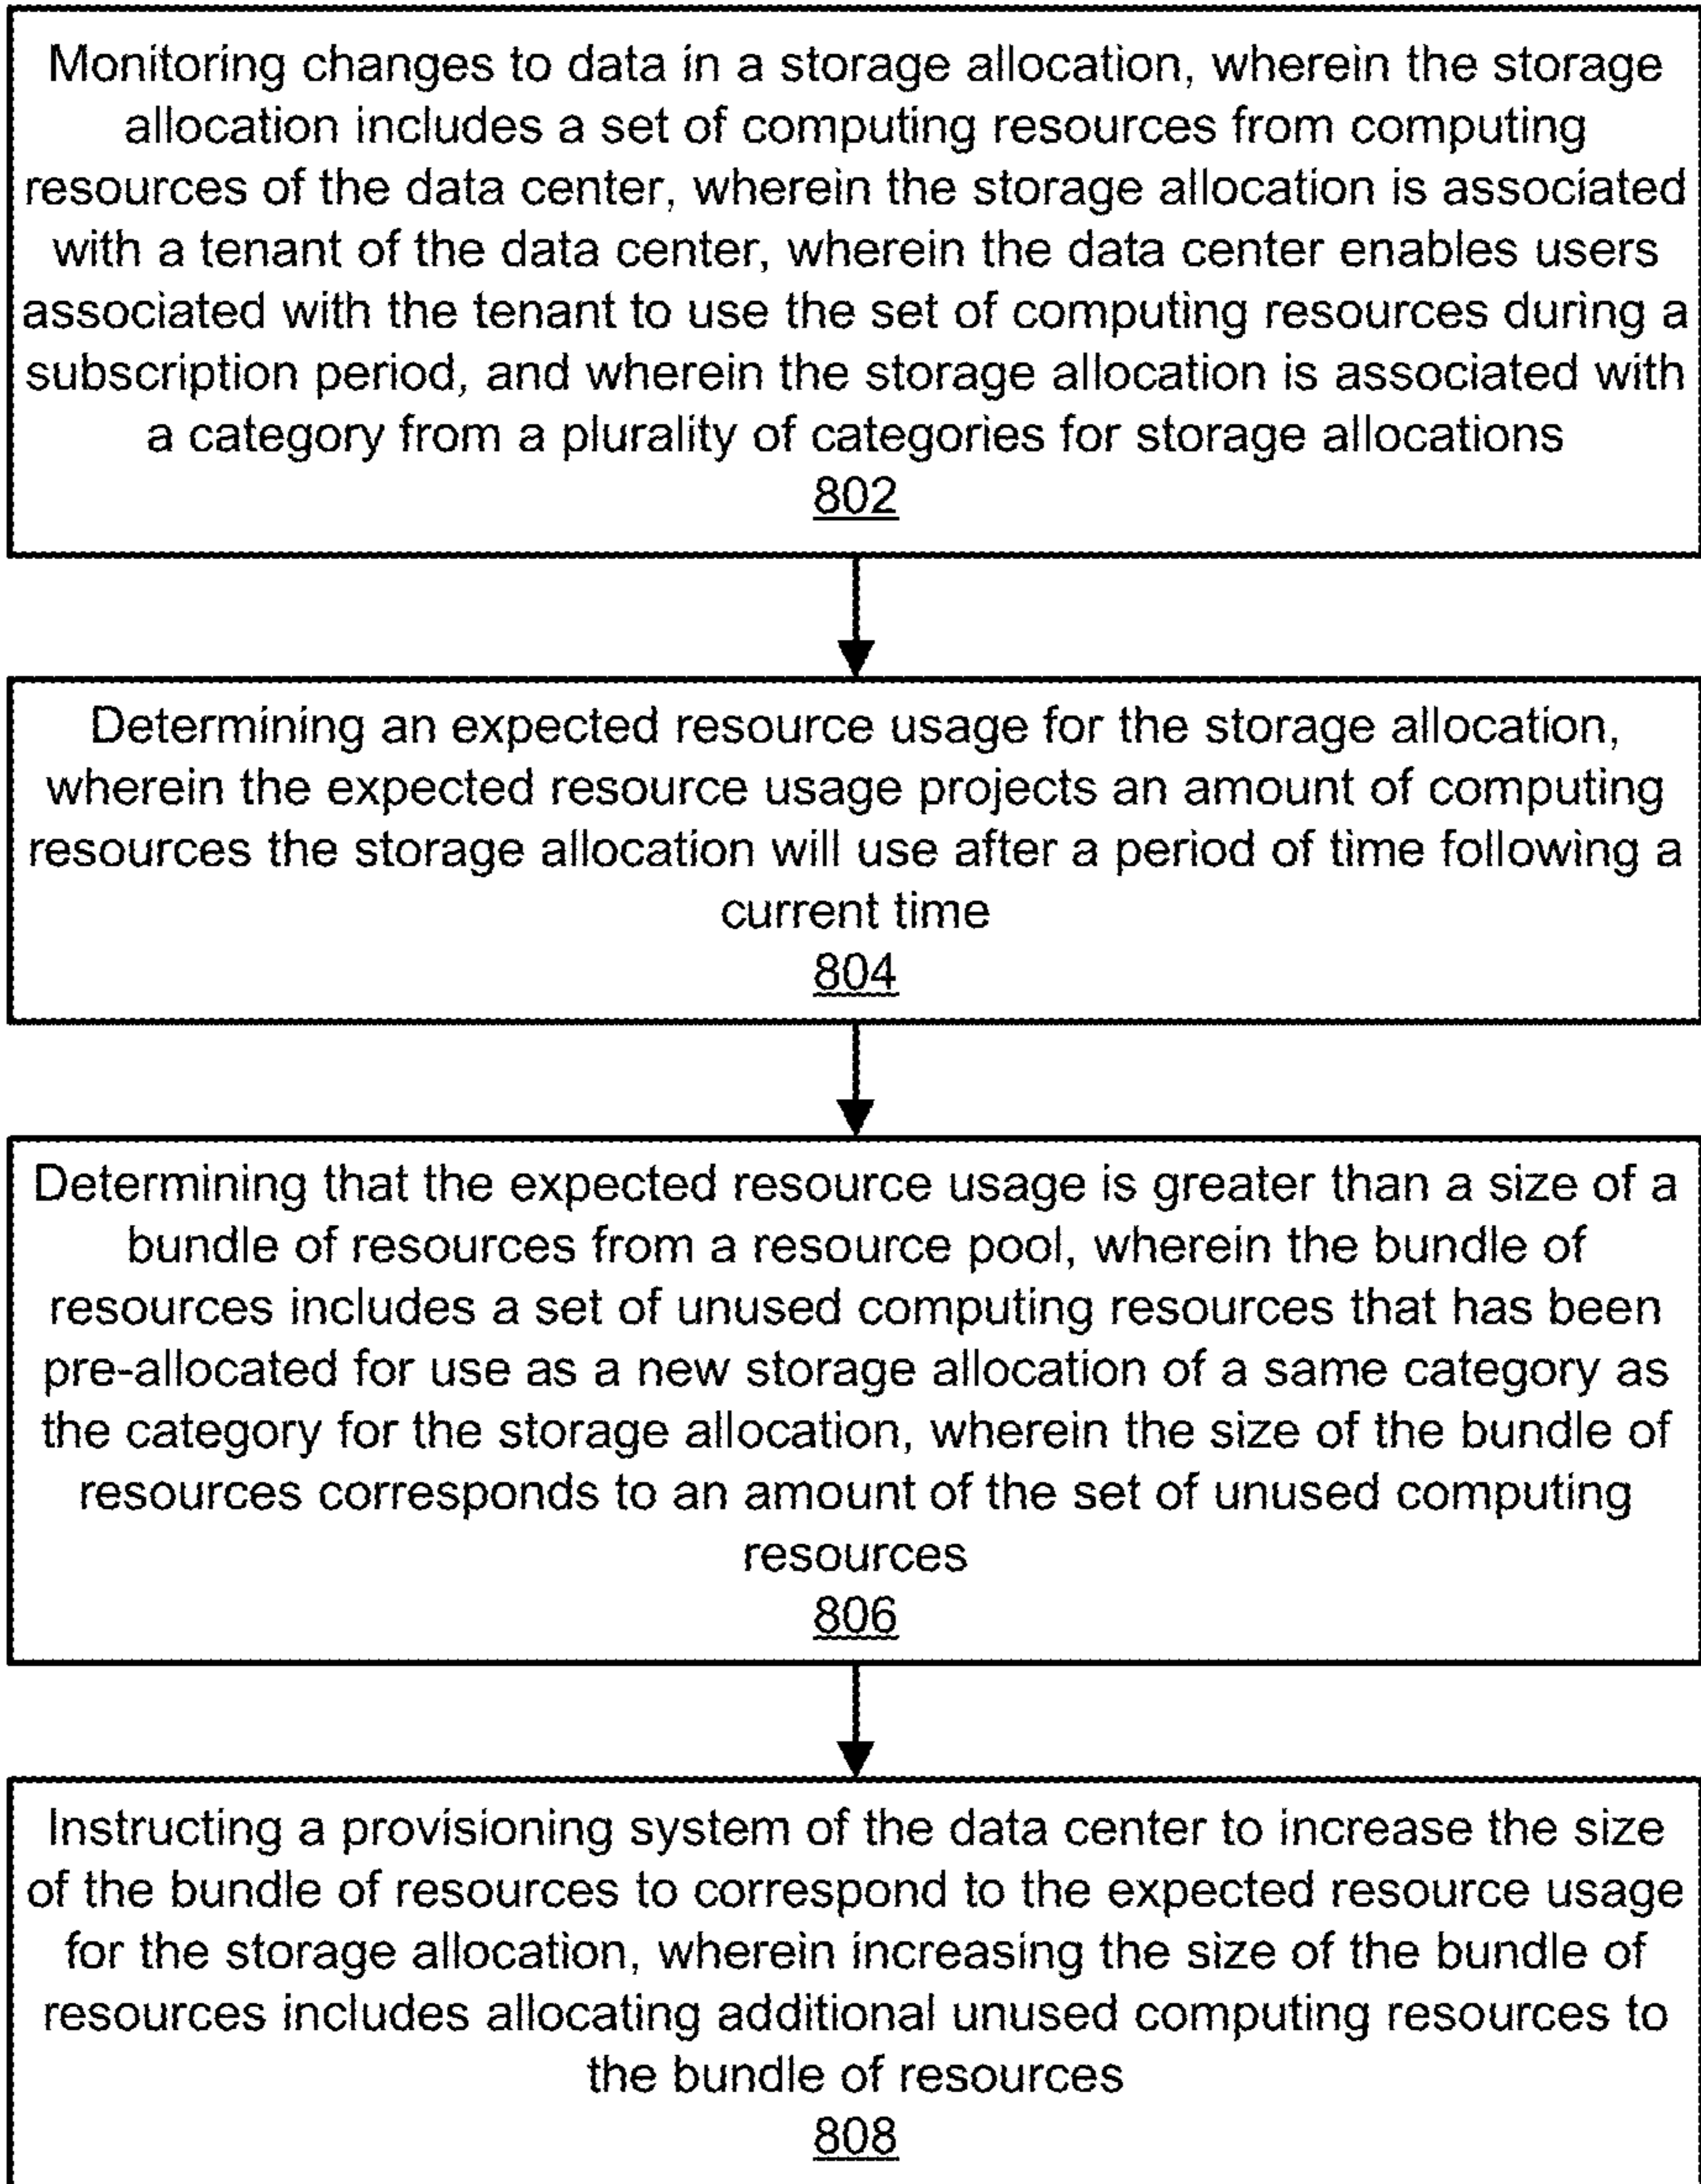 Monitoring changes to data in a storage allocation, wherein the storage
allocation includes a set of computing resources from computing
resources of the data center, wherein the storage allocation is associated
with a tenant of the data center, wherein the data center enables users
associated with the tenant to use the set of computing resources during a
subscription period, and wherein the storage allocation is associated with
a category from a plurality of categories for storage allocations
802
Determining an expected resource usage for the storage allocation,
wherein the expected resource usage projects an amount of computing
resources the storage allocation will use after a period of time following a
current time
804
Determining that the expected resource usage is greater than a size of a
bundle of resources from a resource pool, wherein the bundle of
resources includes a set of unused computing resources that has been
pre-allocated for use as a new storage allocation of a same category as
the category for the storage allocation, wherein the size of the bundle of
resources corresponds to an amount of the set of unused computing
resources
806
Instructing a provisioning system of the data center to increase the size
of the bundle of resources to correspond to the expected resource usage
for the storage allocation, wherein increasing the size of the bundle of
resources includes allocating additional unused computing resources to
the bundle of resources
808